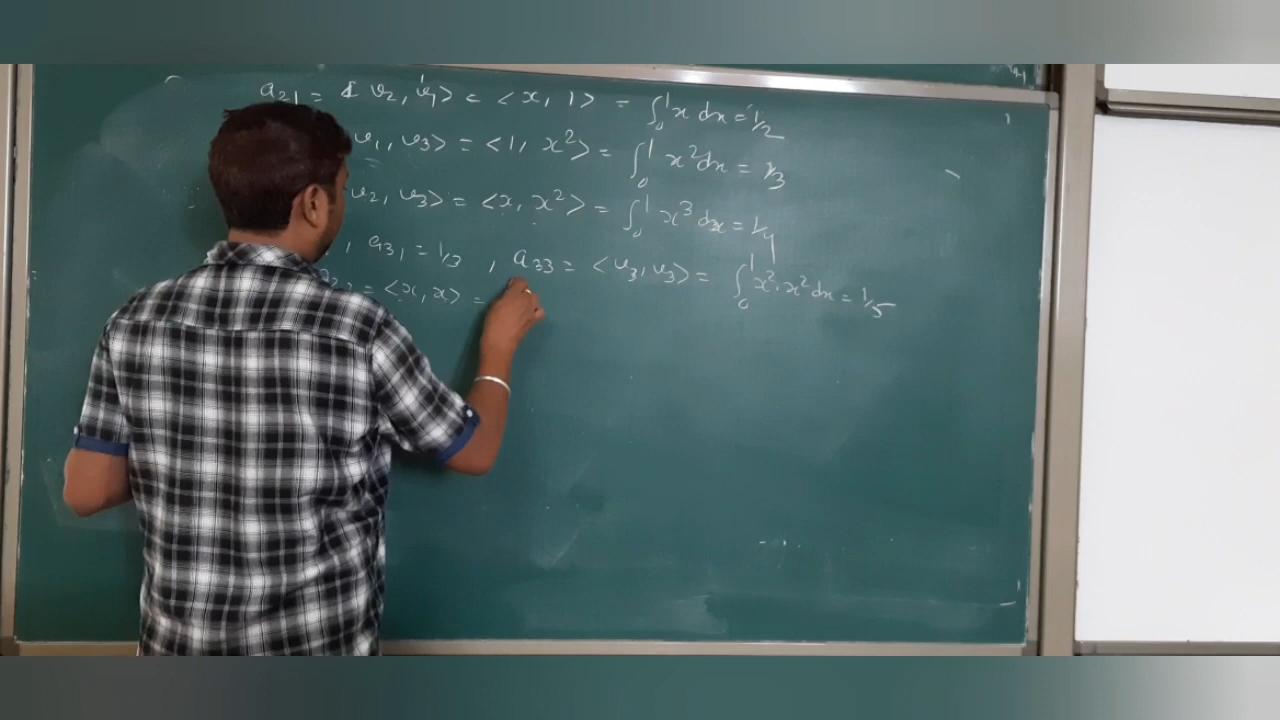 a21 = < v2, v1> = <x, 1> = ∫₀¹ x dx = 1/2
v1, v3> = <1, x²> = ∫₀¹ x² dx = 1/3
v2, v3> = <x, x²> = ∫₀¹ x³ dx = 1/4
, a31 = 1/3 , a33 = <v3, v3> = ∫₀¹ x²·x² dx = 1/5
= <x, x> =